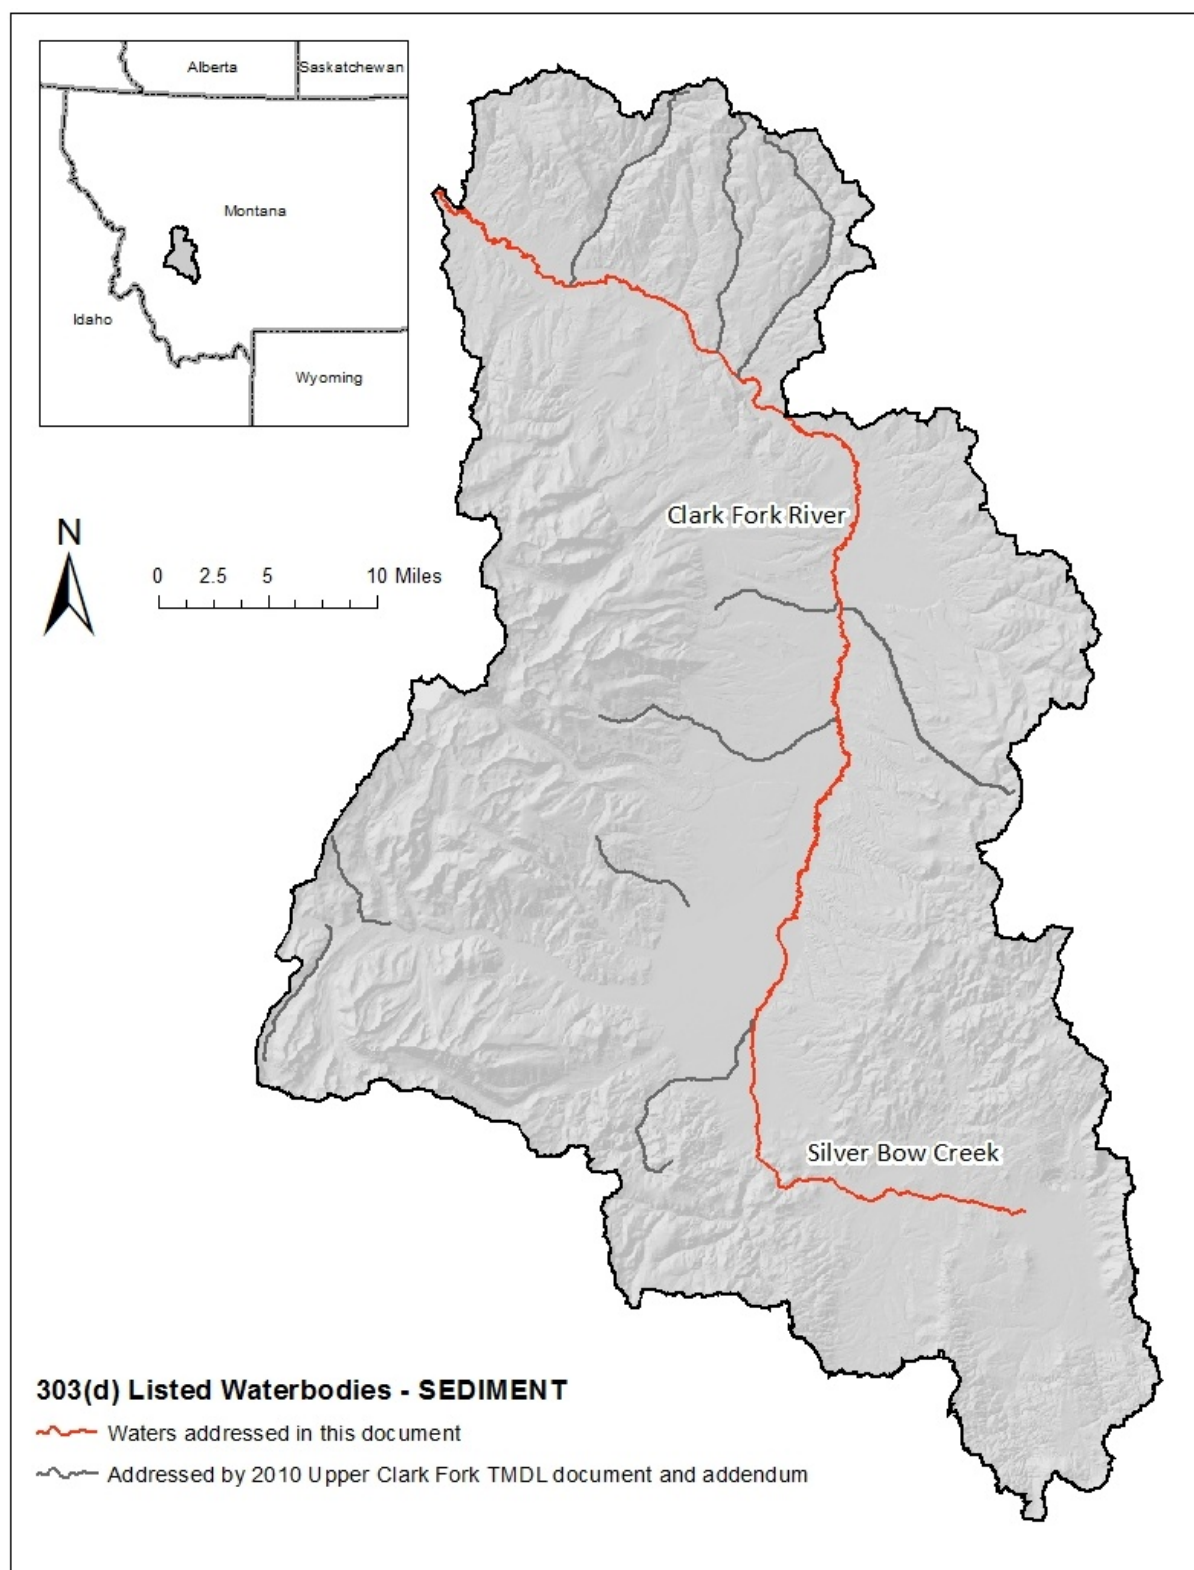 Alberta
Saskatchewan
Montana
Idaho
Wyoming
N
0 2.5 5 10 Miles
Clark Fork River
Silver Bow Creek
303(d) Listed Waterbodies - SEDIMENT
Waters addressed in this document
Addressed by 2010 Upper Clark Fork TMDL document and addendum